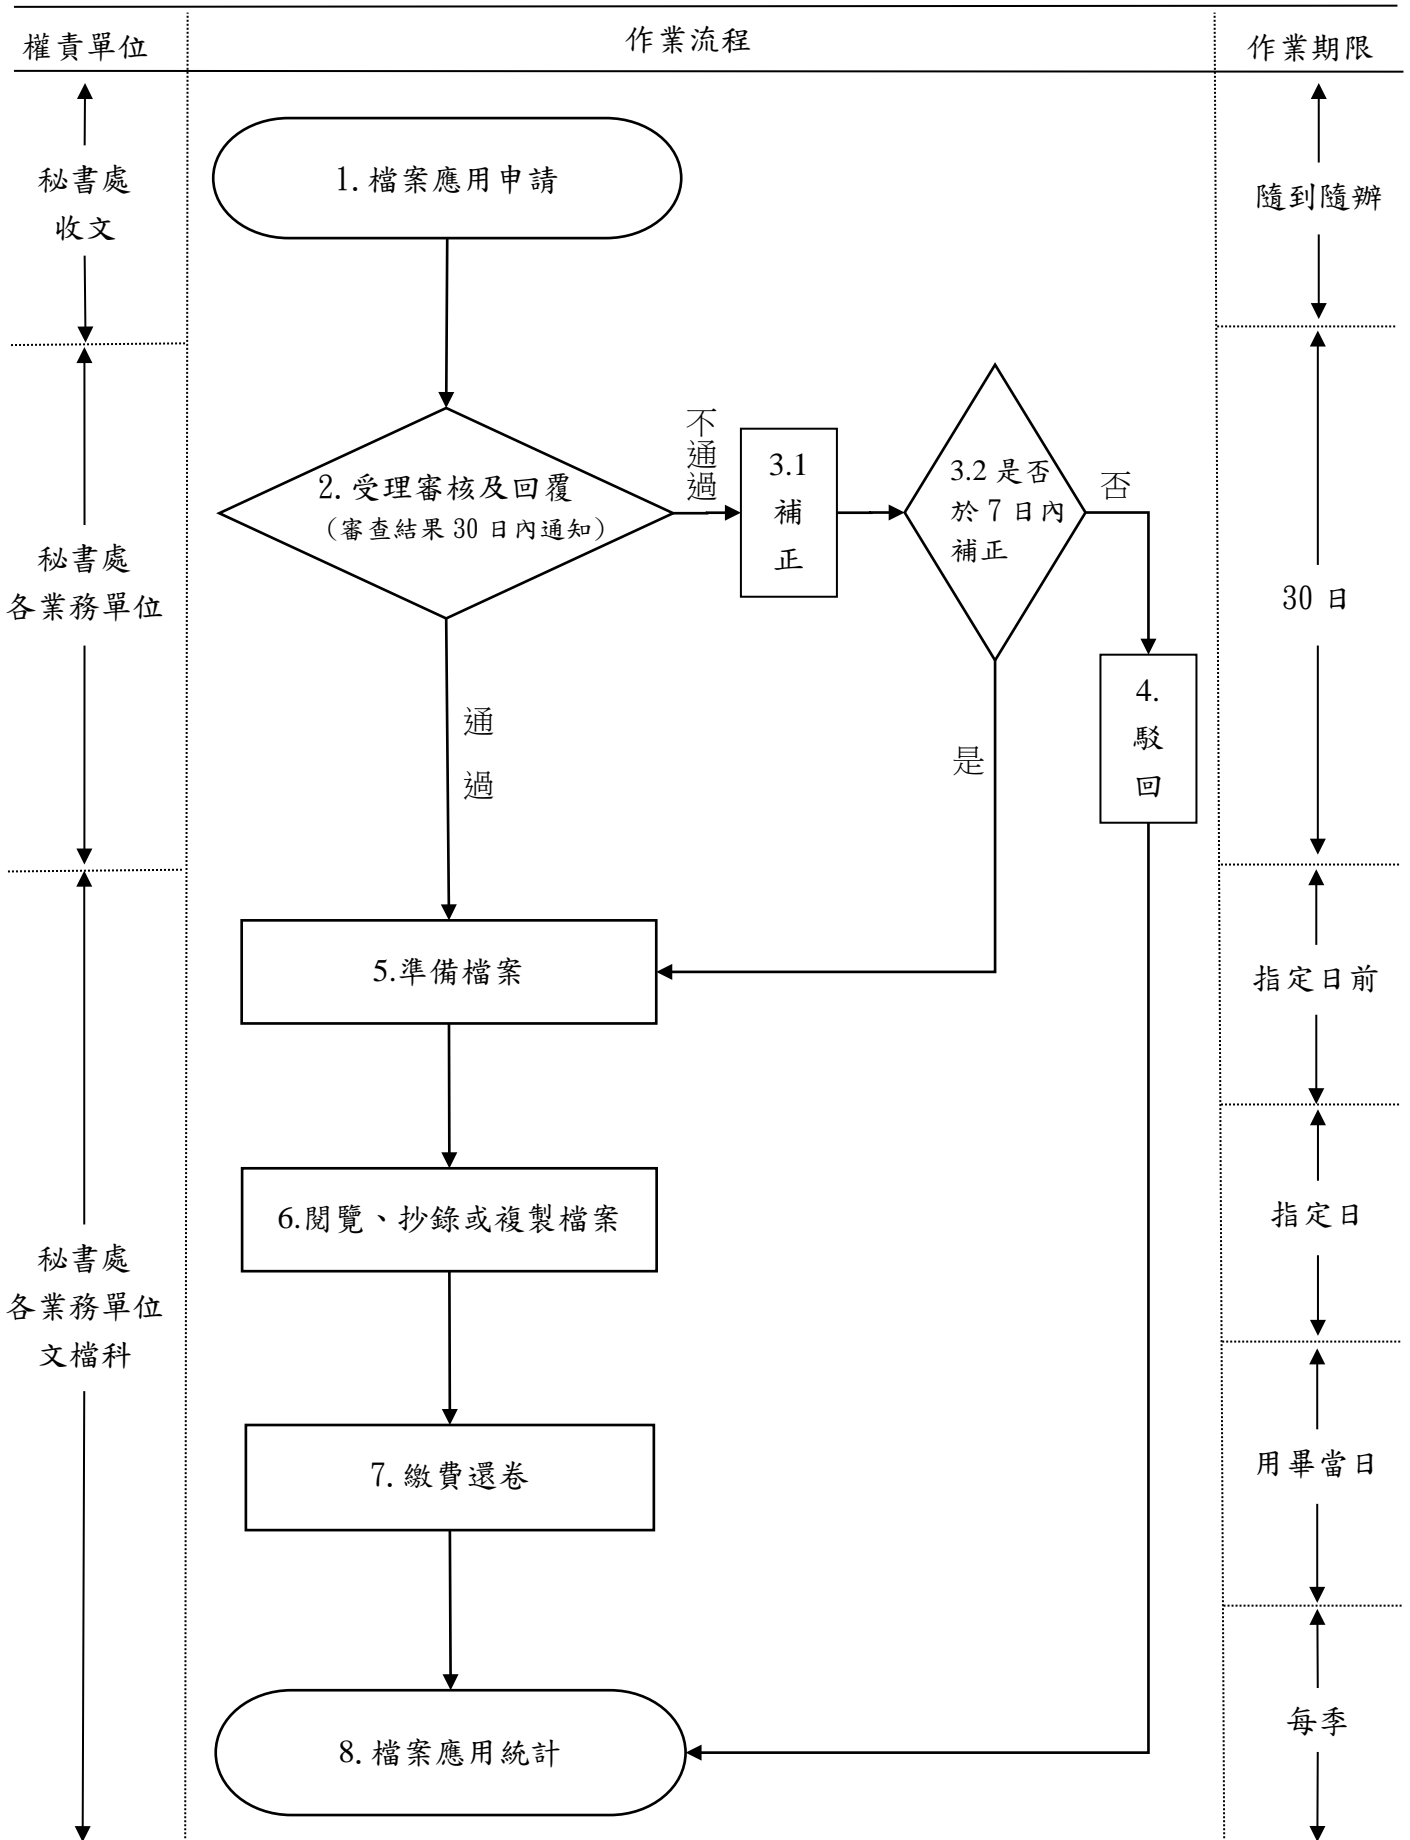 權責單位
作業流程
作業期限
秘書處
收文
1. 檔案應用申請
隨到隨辦
2. 受理審核及回覆
(審查結果 30 日內通知)
不通過
3.1
補
正
3.2 是否
於 7 日內
補正
否
秘書處
各業務單位
30 日
通
過
是
4.
駁
回
5.準備檔案
指定日前
6.閱覽、抄錄或複製檔案
指定日
秘書處
各業務單位
文檔科
7. 繳費還卷
用畢當日
8. 檔案應用統計
每季